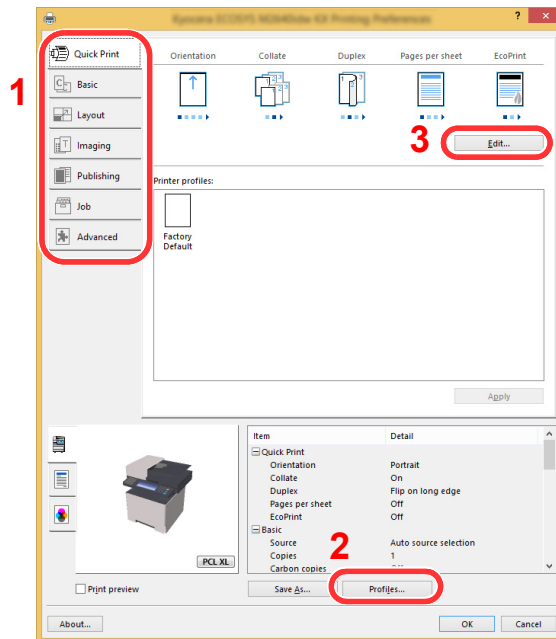 ? ×
Quick Print
Orientation Collate Duplex Pages per sheet EcoPrint
1
Basic
Layout
Imaging
3
Edit...
Publishing
Printer profiles:
Job
Advanced
Factory
Default
Apply
Item Detail
Quick Print
Orientation Portrait
Collate On
Duplex Flip on long edge
Pages per sheet Off
EcoPrint Off
Basic
Source Auto source selection
Copies 1
Carbon copies
PCL XL
2
Print preview
Save As...
Profiles...
About...
OK
Cancel